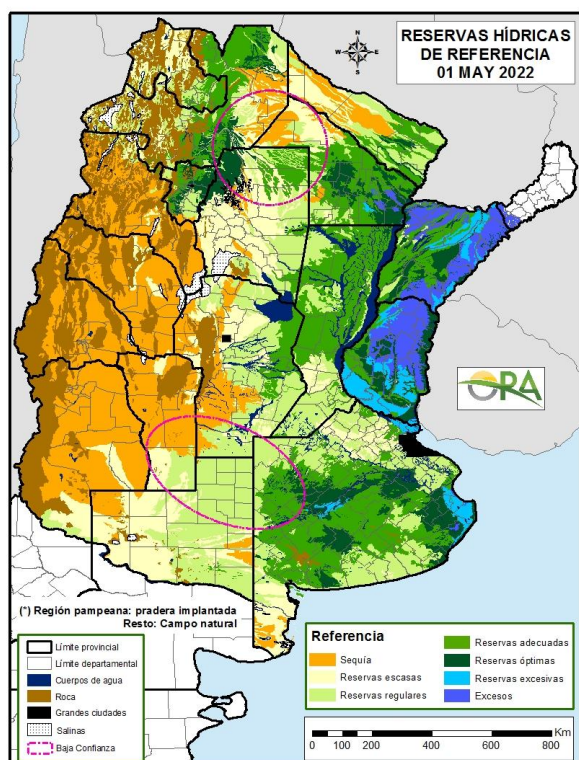 RESERVAS HÍDRICAS
DE REFERENCIA
01 MAY 2022
N
W
E
S
ORA
(*) Región pampeana: pradera implantada
Resto: Campo natural
Límite provincial
Límite departamental
Cuerpos de agua
Roca
Grandes ciudades
Salinas
Baja Confianza
Referencia
Sequía
Reservas escasas
Reservas regulares
Reservas adecuadas
Reservas óptimas
Reservas excesivas
Excesos
Km
0 100 200 400 600 800